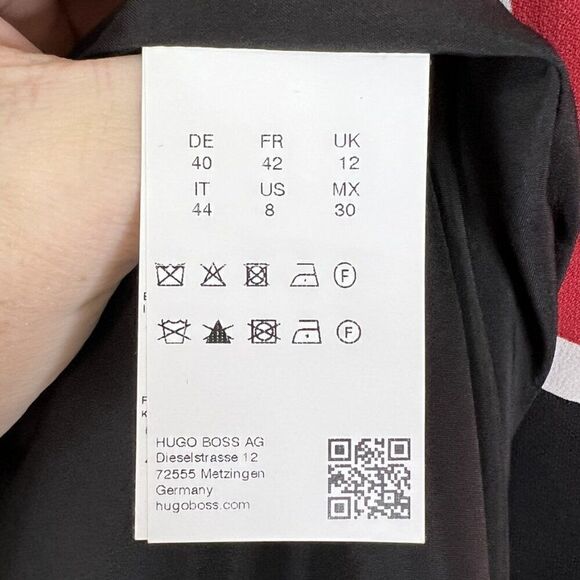 DE FR UK
40 42 12
IT US MX
44 8 30
F
F
HUGO BOSS AG
Dieselstrasse 12
72555 Metzingen
Germany
hugoboss.com